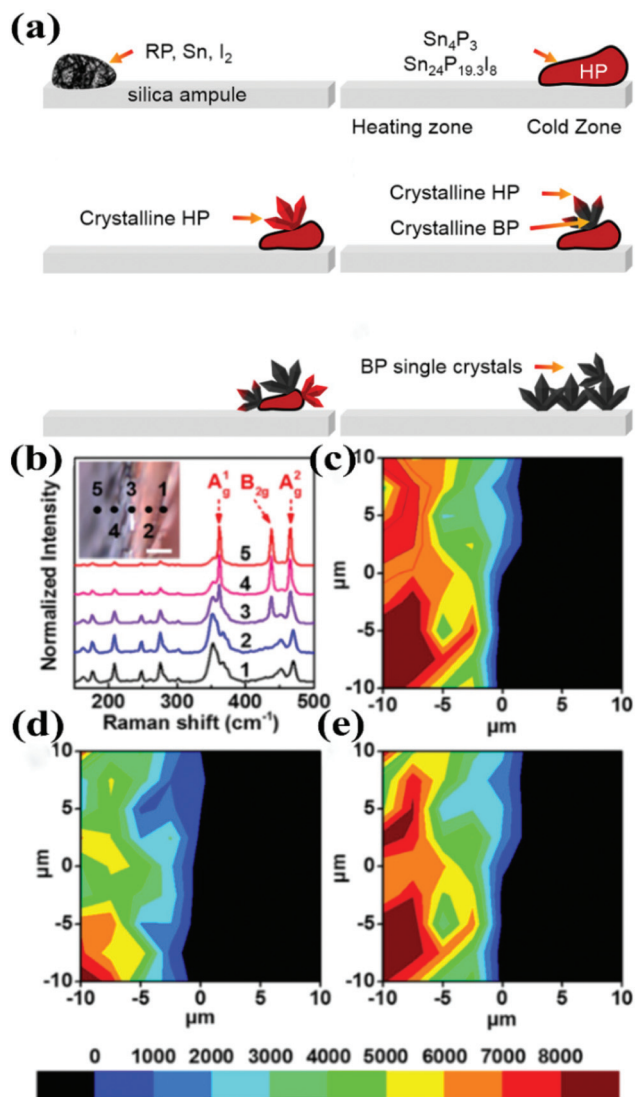 (a)
RP, Sn, I₂
silica ampule
Sn₄P₃
Sn₂₄P₁₉.₃I₈
HP
Heating zone
Cold Zone
Crystalline HP
Crystalline HP
Crystalline BP
BP single crystals
(b)
Normalized Intensity
5 3 1
4 2
A¹g B2g A²g
5
4
3
2
1
200 300 400 500
Raman shift (cm⁻¹)
(c)
µm
10
5
0
-5
-10
-10 -5 0 5 10
µm
(d)
µm
10
5
0
-5
-10
-10 -5 0 5 10
µm
(e)
µm
10
5
0
-5
-10
-10 -5 0 5 10
µm
0 1000 2000 3000 4000 5000 6000 7000 8000